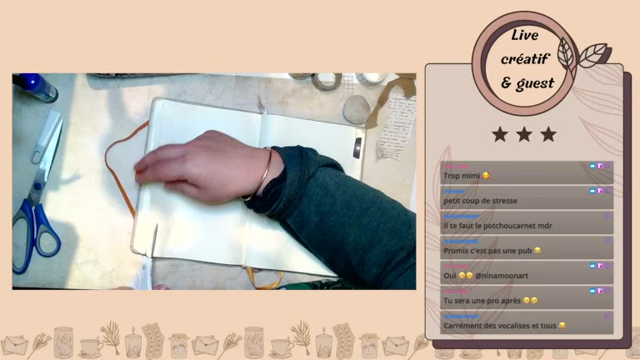 Live
créatif
& guest
Trop mimi
petit coup de stresse
Il te faut le potchoucarnet mdr
Promis c'est pas une pub
Oui @ninamoonart
Tu sera une pro après
Carrément des vocalises et tous